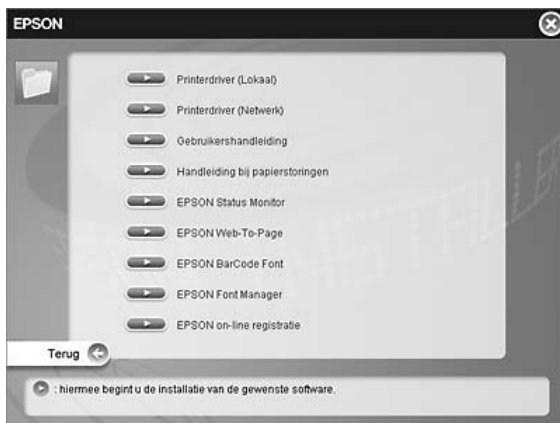 EPSON
Printerdriver (Lokaal)
Printerdriver (Netwerk)
Gebruikershandleiding
Handleiding bij papierstoringen
EPSON Status Monitor
EPSON Web-To-Page
EPSON BarCode Font
EPSON Font Manager
EPSON on-line registratie
Terug
: hiermee begint u de installatie van de gewenste software.